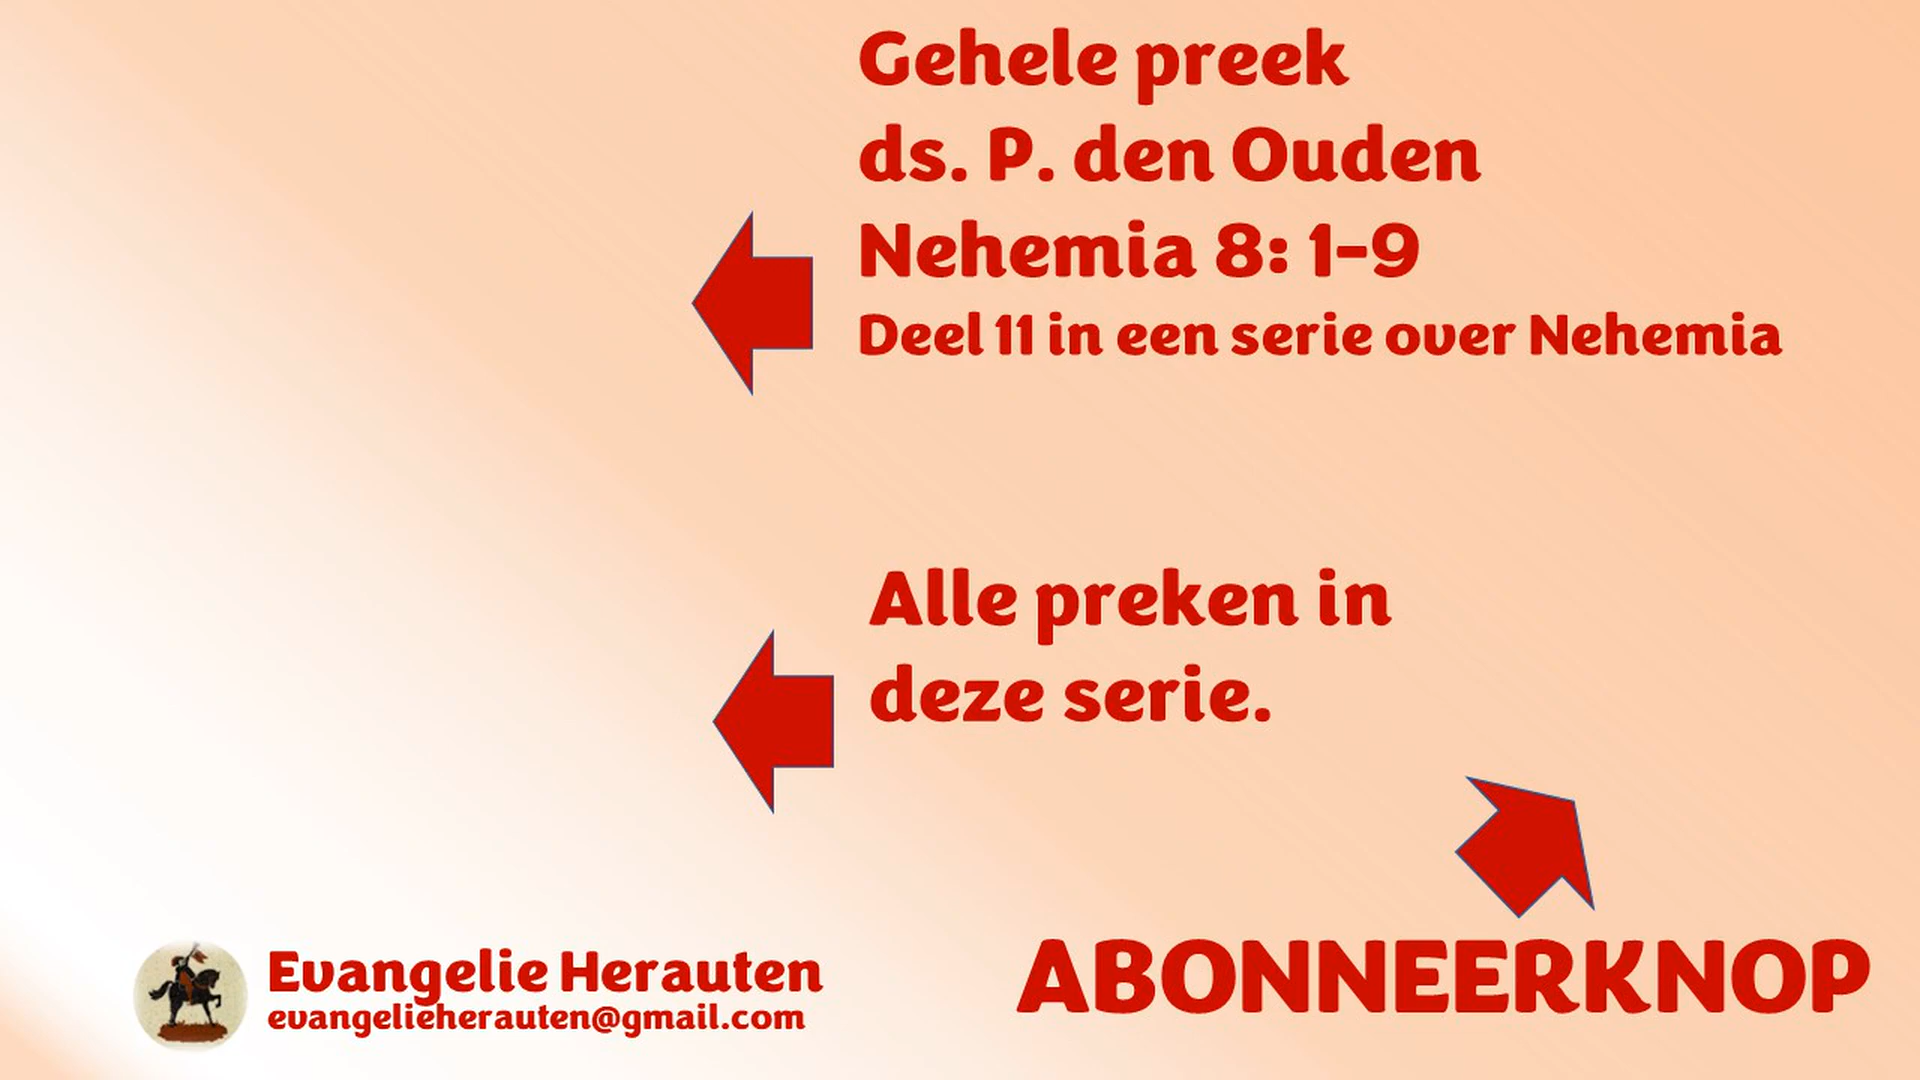 Gehele preek
ds. P. den Ouden
Nehemia 8: 1-9
Deel 11 in een serie over Nehemia
Alle preken in
deze serie.
Evangelie Herauten
evangelieherauten@gmail.com
ABONNEERKNOP